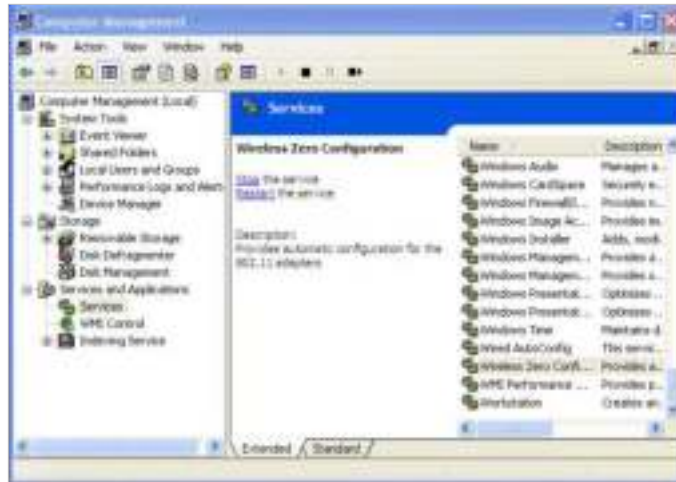 Computer Management
File Action View Window Help
Computer Management (Local)
System Tools
Event Viewer
Shared Folders
Local Users and Groups
Performance Logs and Alert
Device Manager
Storage
Removable Storage
Disk Defragmenter
Disk Management
Services and Applications
Services
WMI Control
Indexing Service
Services
Wireless Zero Configuration
Stop the service
Restart the service
Description:
Provides automatic configuration for the
802.11 adapters
Name Description
Windows Audio Manages a...
Windows CardSpace Securely e...
Windows Firewall/I... Provides n...
Windows Image Ac... Provides im...
Windows Installer Adds, modi...
Windows Managem... Provides a...
Windows Managem... Provides s...
Windows Presentat... Optimizes ...
Windows Presentat... Optimizes ...
Windows Time Maintains d...
Wired AutoConfig This servic...
Wireless Zero Confi... Provides a...
WMI Performance ... Provides p...
Workstation Creates an...
Extended Standard